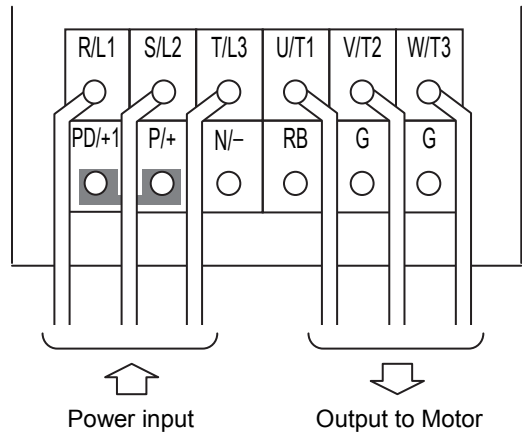 R/L1 S/L2 T/L3 U/T1 V/T2 W/T3
PD/+1 P/+ N/− RB G G
Power input Output to Motor